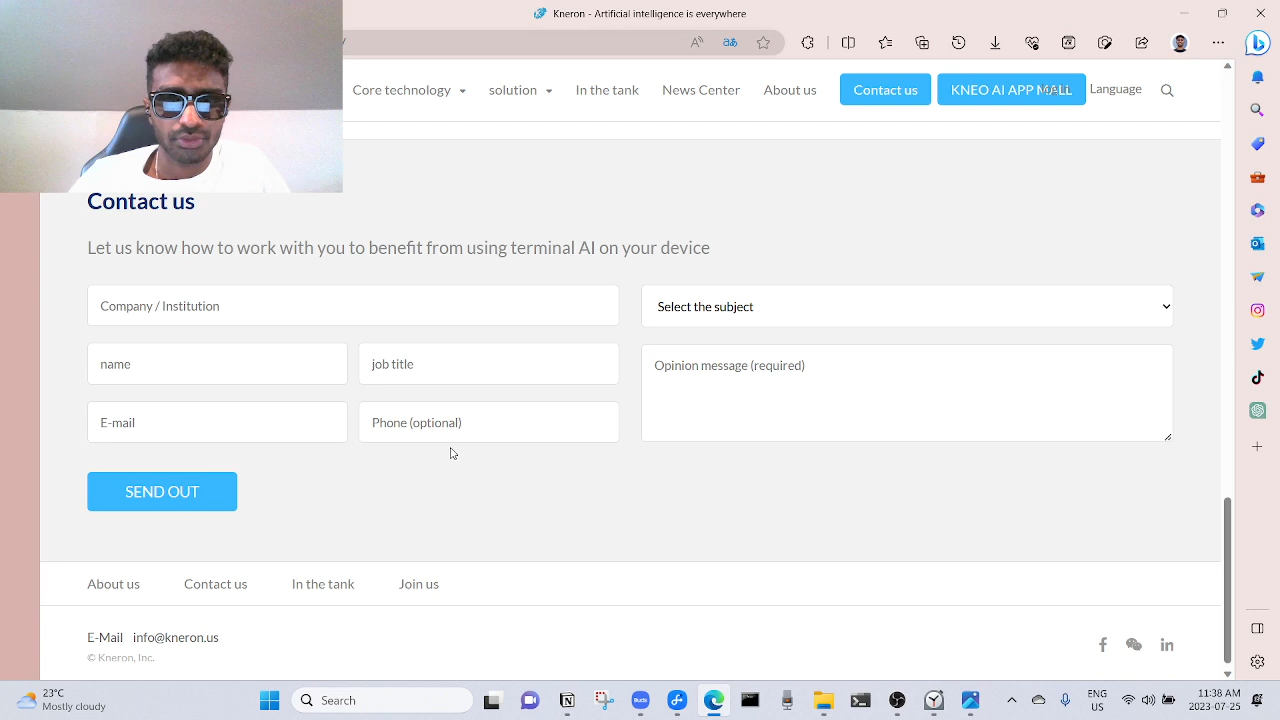 Kneron - Artificial intelligence is everywhere
Core technology
solution
In the tank
News Center
About us
Contact us
KNEO AI APP MALL
Language
Contact us
Let us know how to work with you to benefit from using terminal AI on your device
Company / Institution
Select the subject
name
job title
Opinion message (required)
E-mail
Phone (optional)
SEND OUT
About us
Contact us
In the tank
Join us
E-Mail info@kneron.us
© Kneron, Inc.
23°C
Mostly cloudy
Search
ENG
US
11:38 AM
2023-07-25